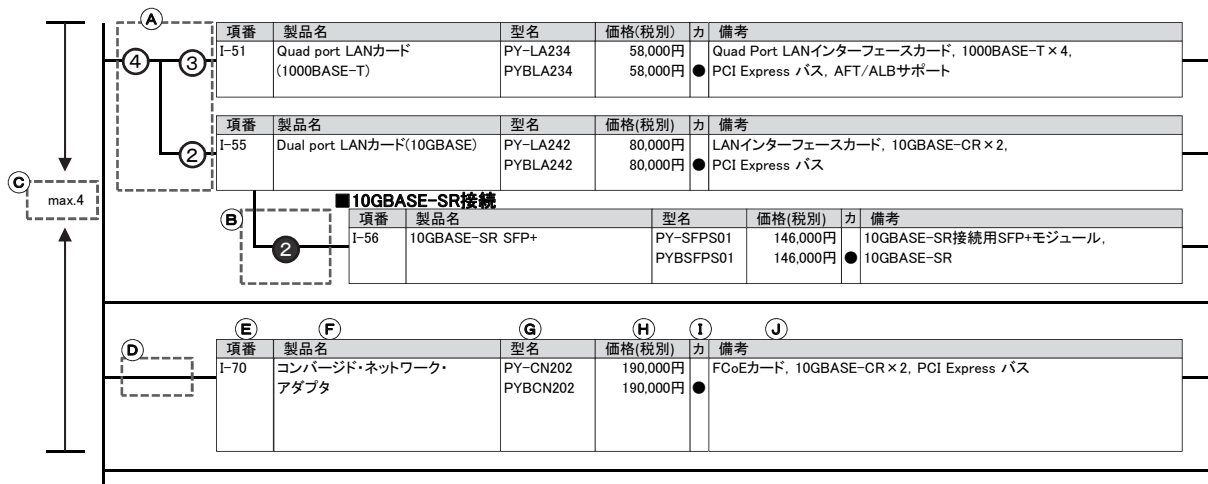 Ⓐ
項番 製品名 型名 価格(税別) カ 備考
④ ③ I-51 Quad port LANカード PY-LA234 58,000円 Quad Port LANインターフェースカード, 1000BASE-T×4,
(1000BASE-T) PYBLA234 58,000円 ● PCI Express バス, AFT/ALBサポート
項番 製品名 型名 価格(税別) カ 備考
② I-55 Dual port LANカード(10GBASE) PY-LA242 80,000円 LANインターフェースカード, 10GBASE-CR×2,
PYBLA242 80,000円 ● PCI Express バス
Ⓒ
max.4
■10GBASE-SR接続
Ⓑ
項番 製品名 型名 価格(税別) カ 備考
❷ I-56 10GBASE-SR SFP+ PY-SFPS01 146,000円 10GBASE-SR接続用SFP+モジュール,
PYBSFPS01 146,000円 ● 10GBASE-SR
Ⓔ Ⓕ Ⓖ Ⓗ Ⓘ Ⓙ
Ⓓ
項番 製品名 型名 価格(税別) カ 備考
I-70 コンバージド・ネットワーク・ PY-CN202 190,000円 FCoEカード, 10GBASE-CR×2, PCI Express バス
アダプタ PYBCN202 190,000円 ●